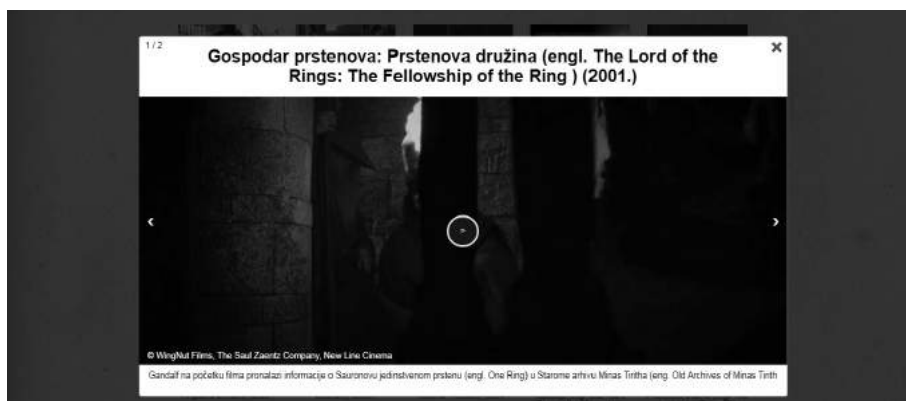 1 / 2
Gospodar prstenova: Prstenova družina (engl. The Lord of the
Rings: The Fellowship of the Ring ) (2001.)
© WingNut Films, The Saul Zaentz Company, New Line Cinema
Gandalf na početku filma pronalazi informacije o Sauronovu jedinstvenom prstenu (engl. One Ring) u Starome arhivu Minas Tiritha (eng. Old Archives of Minas Tirith